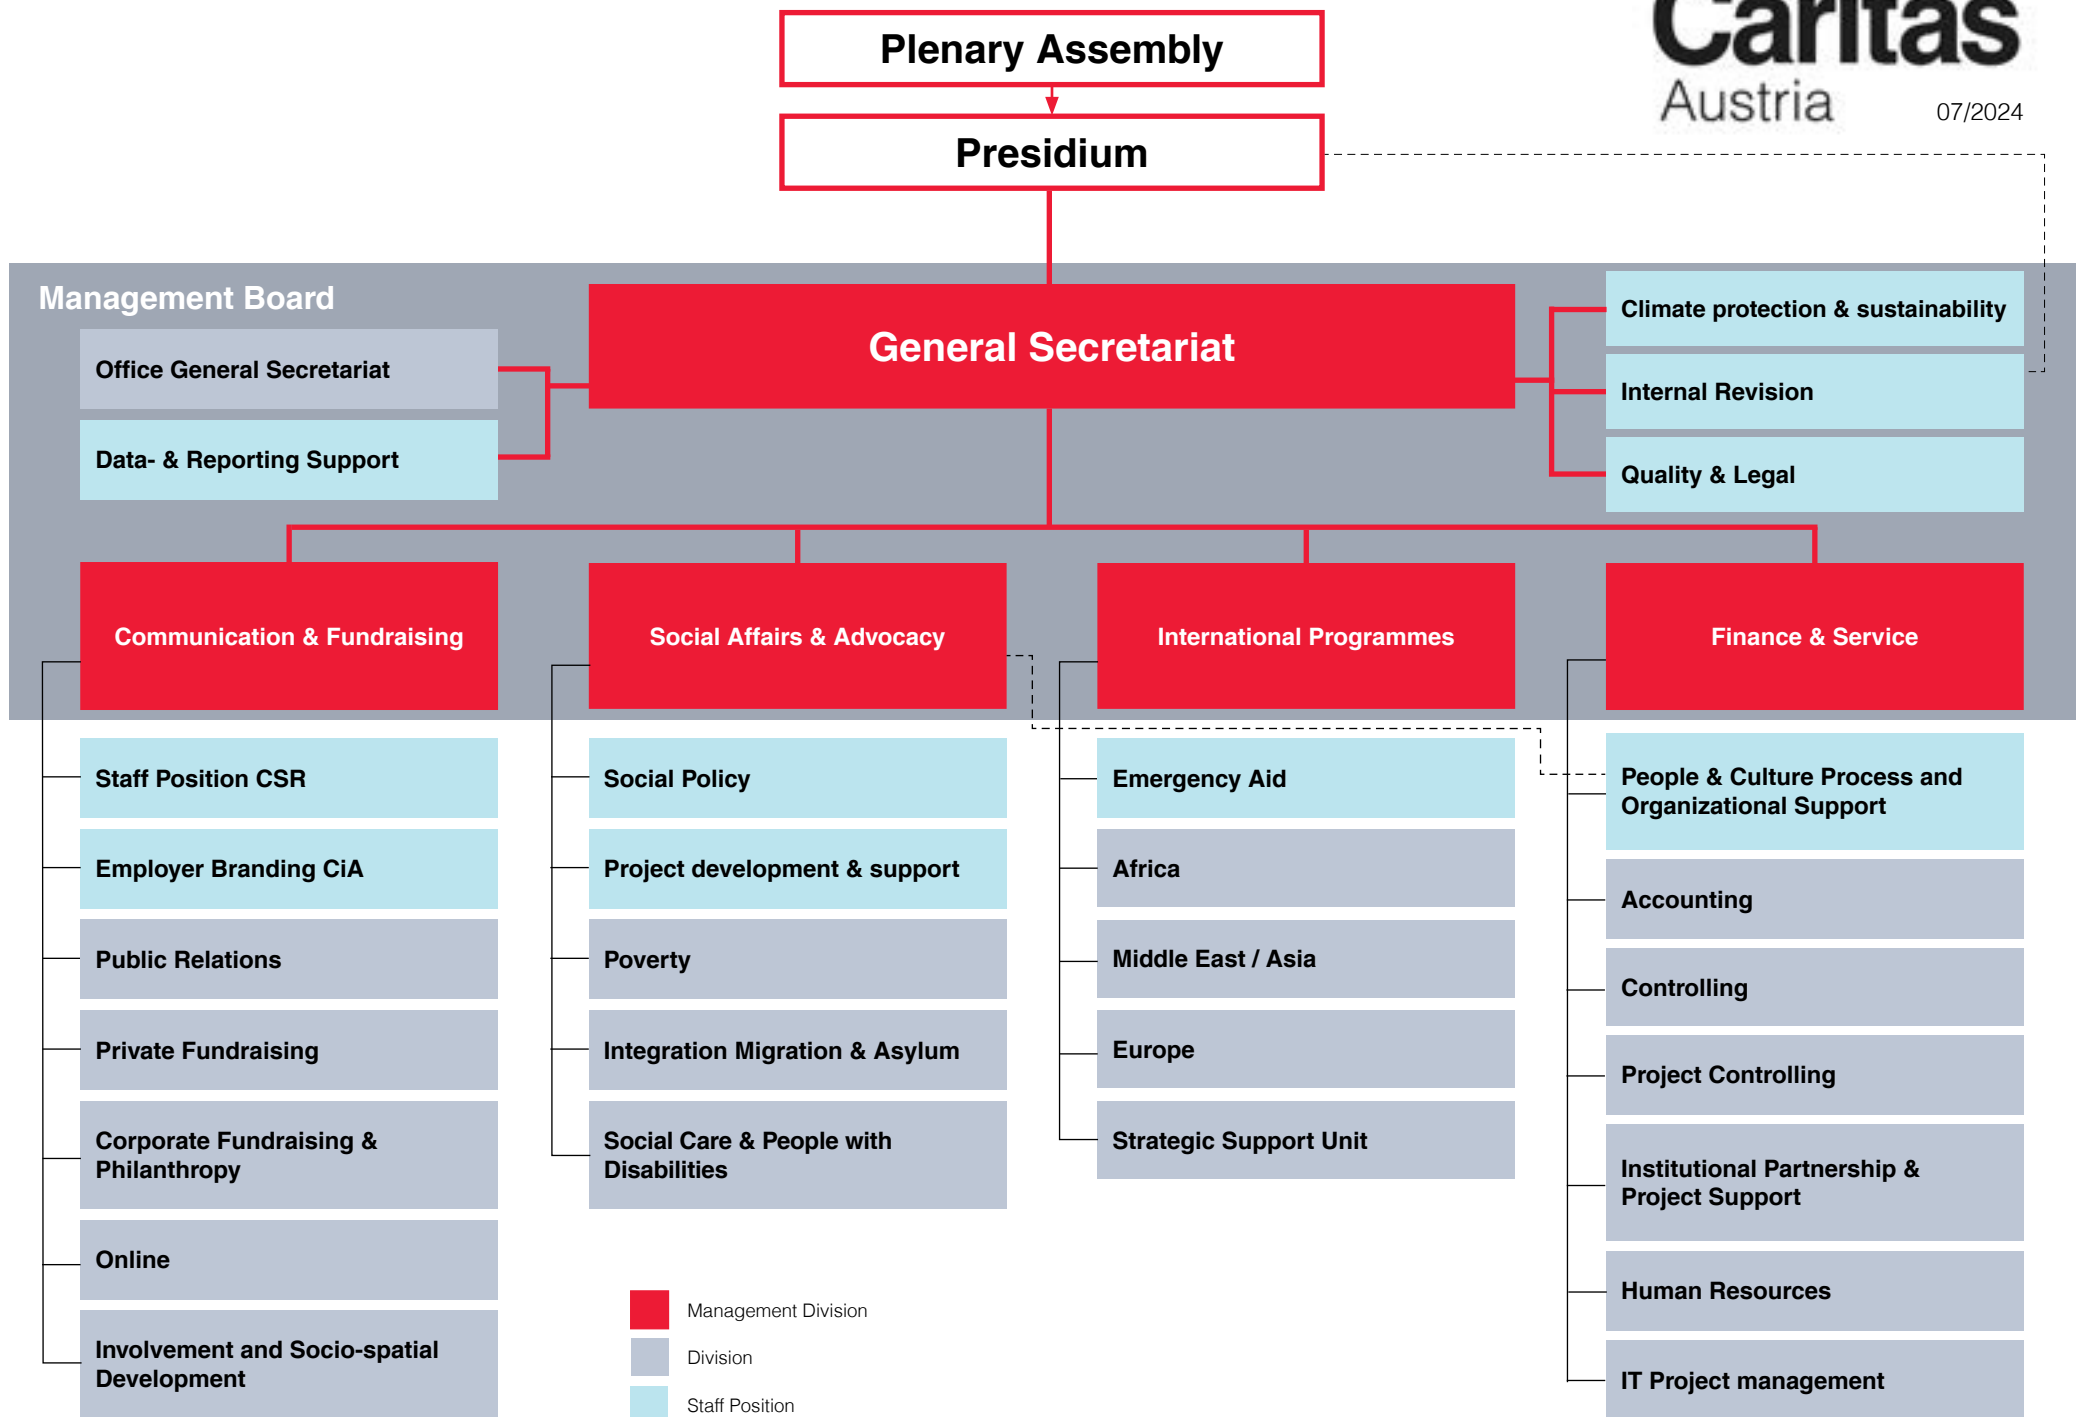 Plenary Assembly
Caritas
Austria
07/2024
Presidium
Management Board
General Secretariat
Office General Secretariat
Data- & Reporting Support
Climate protection & sustainability
Internal Revision
Quality & Legal
Communication & Fundraising
Social Affairs & Advocacy
International Programmes
Finance & Service
Staff Position CSR
Employer Branding CiA
Public Relations
Private Fundraising
Corporate Fundraising &
Philanthropy
Online
Involvement and Socio-spatial
Development
Social Policy
Project development & support
Poverty
Integration Migration & Asylum
Social Care & People with
Disabilities
Emergency Aid
Africa
Middle East / Asia
Europe
Strategic Support Unit
People & Culture Process and
Organizational Support
Accounting
Controlling
Project Controlling
Institutional Partnership &
Project Support
Human Resources
IT Project management
Management Division
Division
Staff Position